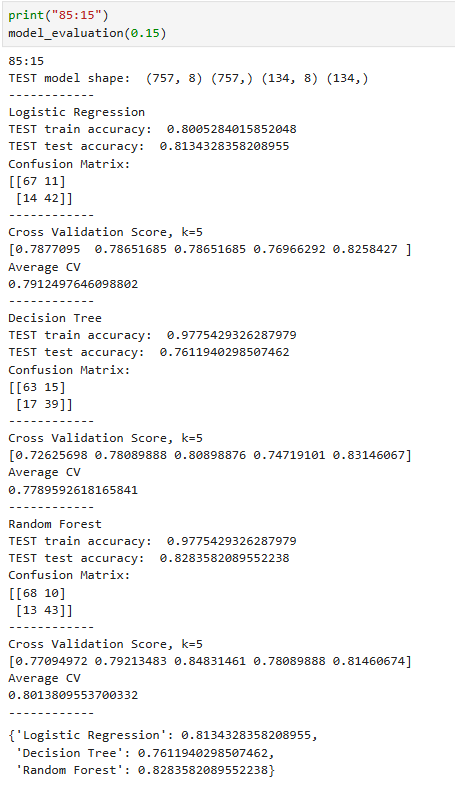 print("85:15")
model_evaluation(0.15)
85:15
TEST model shape:  (757, 8) (757,) (134, 8) (134,)
------------
Logistic Regression
TEST train accuracy:  0.8005284015852048
TEST test accuracy:  0.8134328358208955
Confusion Matrix:
[[67 11]
 [14 42]]
------------
Cross Validation Score, k=5
[0.7877095  0.78651685 0.78651685 0.76966292 0.8258427 ]
Average CV
0.7912497646098802
------------
Decision Tree
TEST train accuracy:  0.9775429326287979
TEST test accuracy:  0.7611940298507462
Confusion Matrix:
[[63 15]
 [17 39]]
------------
Cross Validation Score, k=5
[0.72625698 0.78089888 0.80898876 0.74719101 0.83146067]
Average CV
0.7789592618165841
------------
Random Forest
TEST train accuracy:  0.9775429326287979
TEST test accuracy:  0.8283582089552238
Confusion Matrix:
[[68 10]
 [13 43]]
------------
Cross Validation Score, k=5
[0.77094972 0.79213483 0.84831461 0.78089888 0.81460674]
Average CV
0.8013809553700332
------------
{'Logistic Regression': 0.8134328358208955,
 'Decision Tree': 0.7611940298507462,
 'Random Forest': 0.8283582089552238}